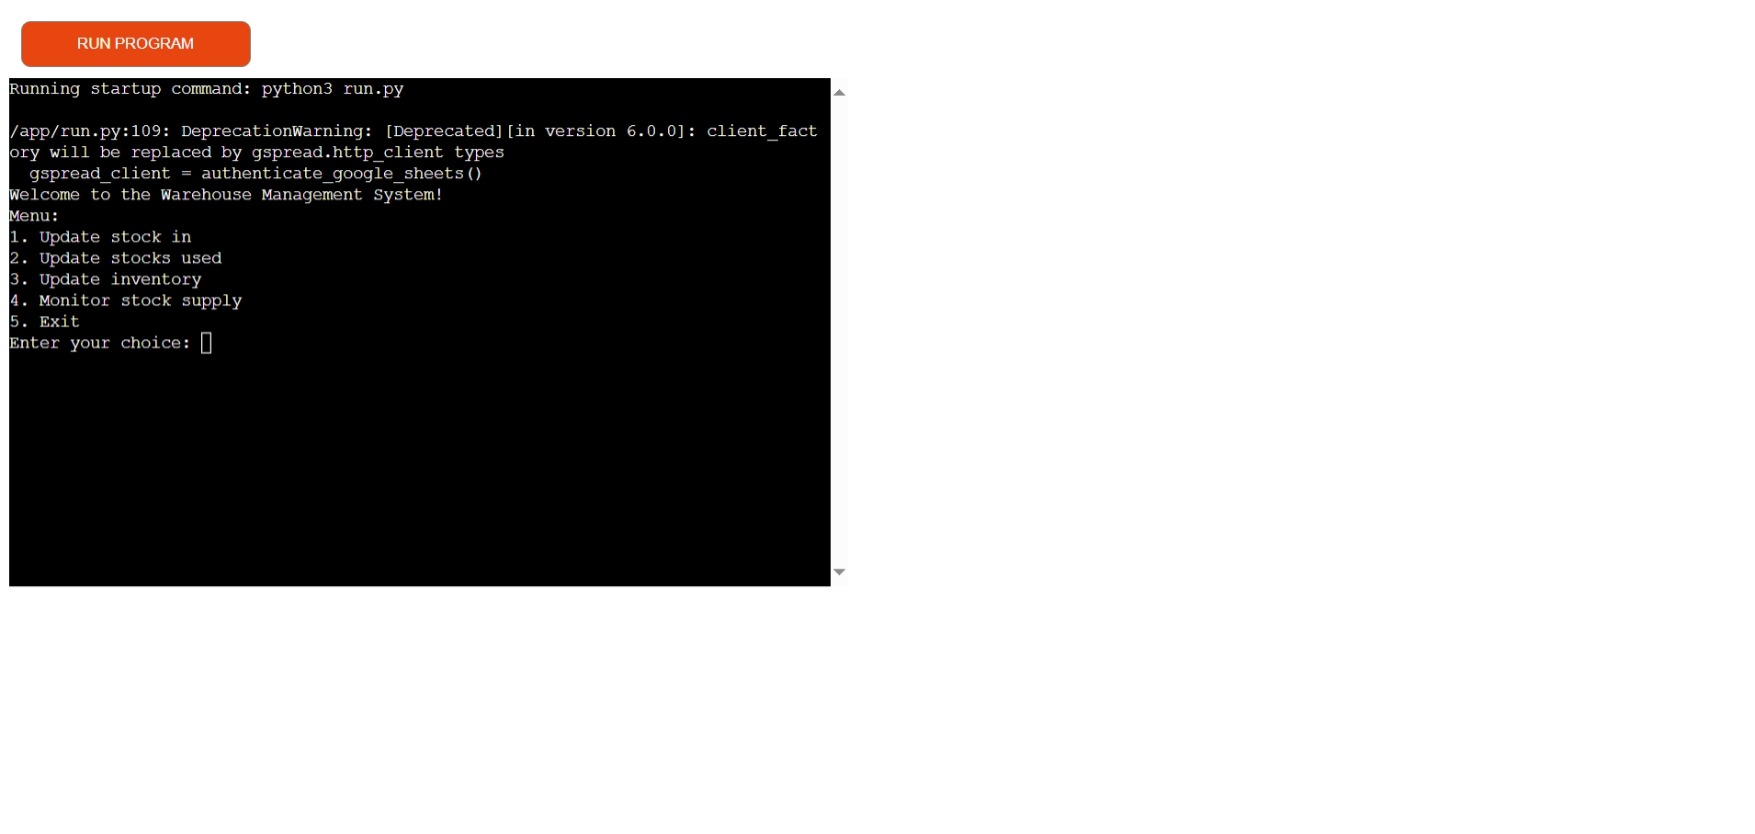 RUN PROGRAM
Running startup command: python3 run.py
/app/run.py:109: DeprecationWarning: [Deprecated][in version 6.0.0]: client_fact
ory will be replaced by gspread.http_client types
  gspread_client = authenticate_google_sheets()
Welcome to the Warehouse Management System!
Menu:
1. Update stock in
2. Update stocks used
3. Update inventory
4. Monitor stock supply
5. Exit
Enter your choice: